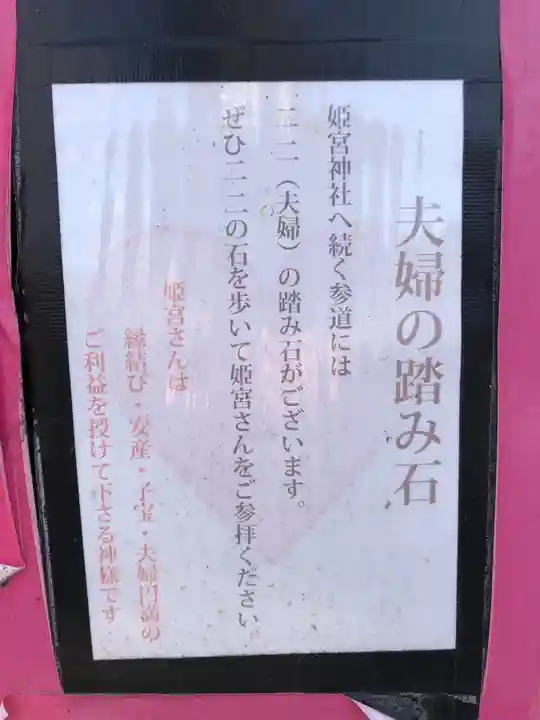 夫婦の踏み石
姫宮神社へ続く参道には
二二（夫婦）の踏み石がございます。
ぜひ二二の石を歩いて姫宮さんをご参拝ください。
姫宮さんは
縁結び・安産・子宝・夫婦円満の
ご利益を授けて下さる神様です